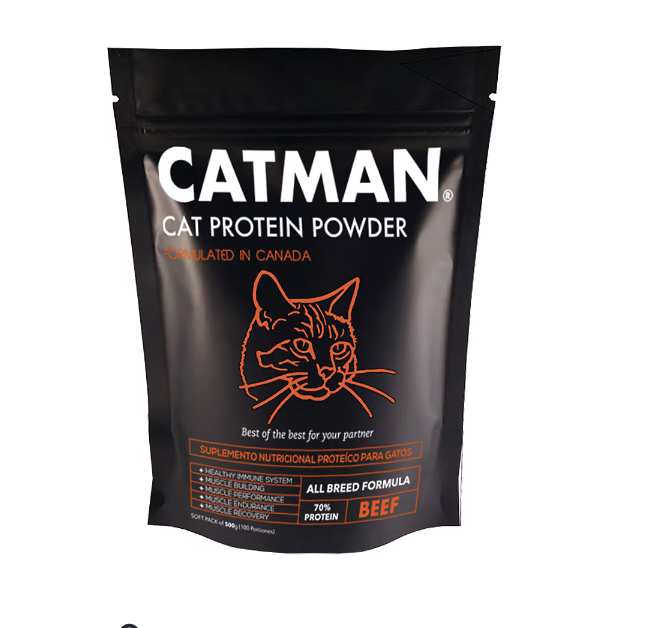 CATMAN®
CAT PROTEIN POWDER
FORMULATED IN CANADA
Best of the best for your partner
SUPLEMENTO NUTRICIONAL PROTEÍCO PARA GATOS
+ HEALTHY IMMUNE SYSTEM
+ MUSCLE BUILDING
+ MUSCLE PERFORMANCE
+ MUSCLE ENDURANCE
+ MUSCLE RECOVERY
ALL BREED FORMULA
70%
PROTEIN
BEEF
SOFT PACK of 500g (100 Porciones)